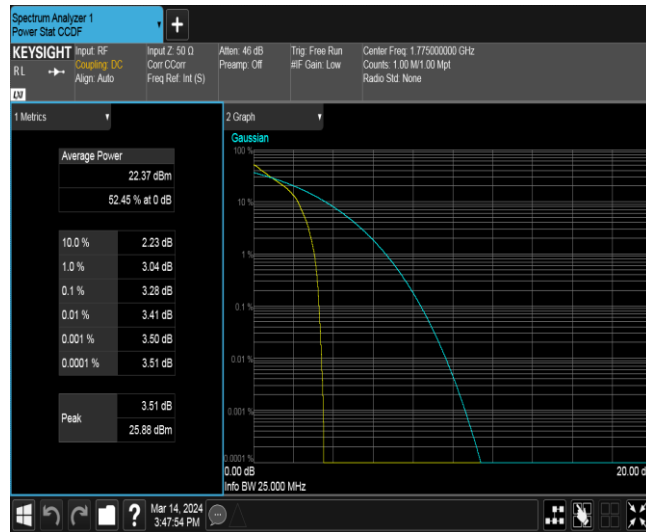 Spectrum Analyzer 1
Power Stat CCDF
+
KEYSIGHT
RL
LXI
Input: RF
Coupling: DC
Align: Auto
Input Z: 50 Ω
Corr CCorr
Freq Ref: Int (S)
Atten: 46 dB
Preamp: Off
Trig: Free Run
#IF Gain: Low
Center Freq: 1.775000000 GHz
Counts: 1.00 M/1.00 Mpt
Radio Std: None
1 Metrics
Average Power
22.37 dBm
52.45 % at 0 dB
10.0 % 2.23 dB
1.0 % 3.04 dB
0.1 % 3.28 dB
0.01 % 3.41 dB
0.001 % 3.50 dB
0.0001 % 3.51 dB
Peak
3.51 dB
25.88 dBm
2 Graph
Gaussian
100 %
10 %
1 %
0.1 %
0.01 %
0.001 %
0.0001 %
0.00 dB
20.00 d
Info BW 25.000 MHz
?
Mar 14, 2024
3:47:54 PM